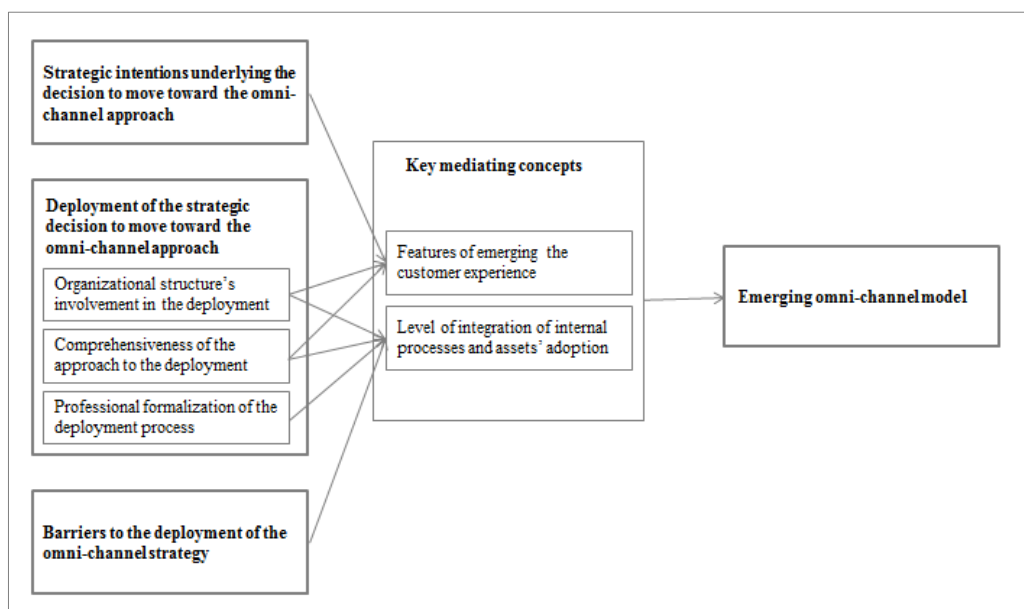 Strategic intentions underlying the
decision to move toward the omni-
channel approach
Deployment of the strategic
decision to move toward the
omni-channel approach
Organizational structure's
involvement in the deployment
Comprehensiveness of the
approach to the deployment
Professional formalization of the
deployment process
Barriers to the deployment of the
omni-channel strategy
Key mediating concepts
Features of emerging the
customer experience
Level of integration of internal
processes and assets' adoption
Emerging omni-channel model